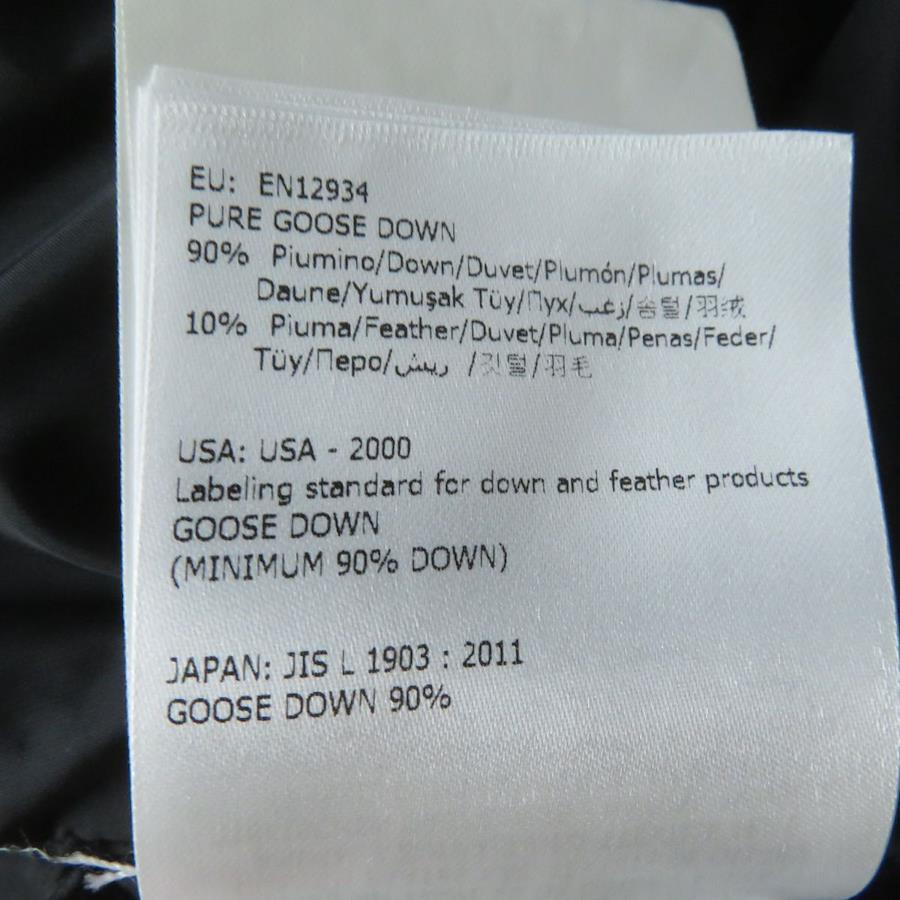 EU: EN12934
PURE GOOSE DOWN
90% Piumino/Down/Duvet/Plumón/Plumas/
Daune/Yumuşak Tüy/Пух/زغب/솜털/羽绒
10% Piuma/Feather/Duvet/Pluma/Penas/Feder/
Tüy/Перо/ريش /깃털/羽毛
USA: USA - 2000
Labeling standard for down and feather products
GOOSE DOWN
(MINIMUM 90% DOWN)
JAPAN: JIS L 1903 : 2011
GOOSE DOWN 90%